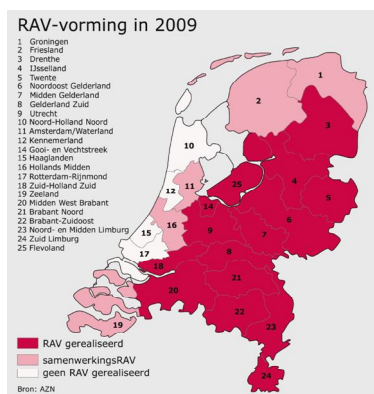 RAV-vorming in 2009
1 Groningen
2 Friesland
3 Drenthe
4 IJsselland
5 Twente
6 Noordoost Gelderland
7 Midden Gelderland
8 Gelderland Zuid
9 Utrecht
10 Noord-Holland Noord
11 Amsterdam/Waterland
12 Kennemerland
14 Gooi- en Vechtstreek
15 Haaglanden
16 Hollands Midden
17 Rotterdam-Rijnmond
18 Zuid-Holland Zuid
19 Zeeland
20 Midden West Brabant
21 Brabant Noord
22 Brabant-Zuidoost
23 Noord- en Midden Limburg
24 Zuid Limburg
25 Flevoland
1
2
3
10
4
25
12
11
5
14
16
6
15
9
7
17
8
18
21
20
22
19
23
24
RAV gerealiseerd
samenwerkingsRAV
geen RAV gerealiseerd
Bron: AZN